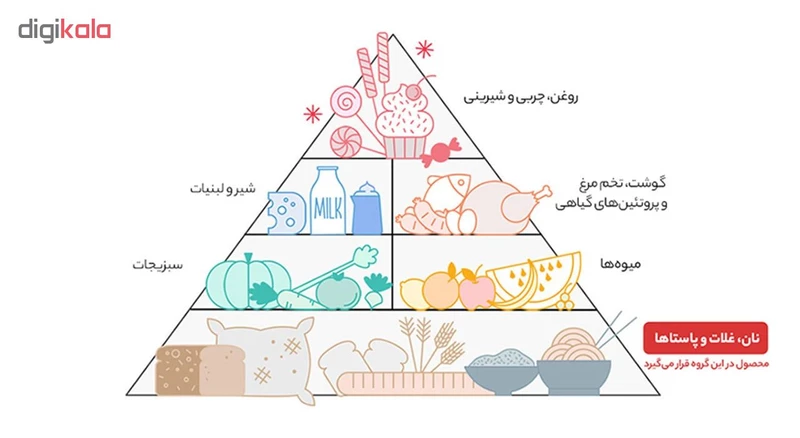 digikala
روغن، چربی و شیرینی
شیر و لبنیات
MILK
گوشت، تخم مرغ
و پروتئین‌های گیاهی
سبزیجات
میوه‌ها
نان، غلات و پاستاها
محصول در این گروه قرار می‌گیرد